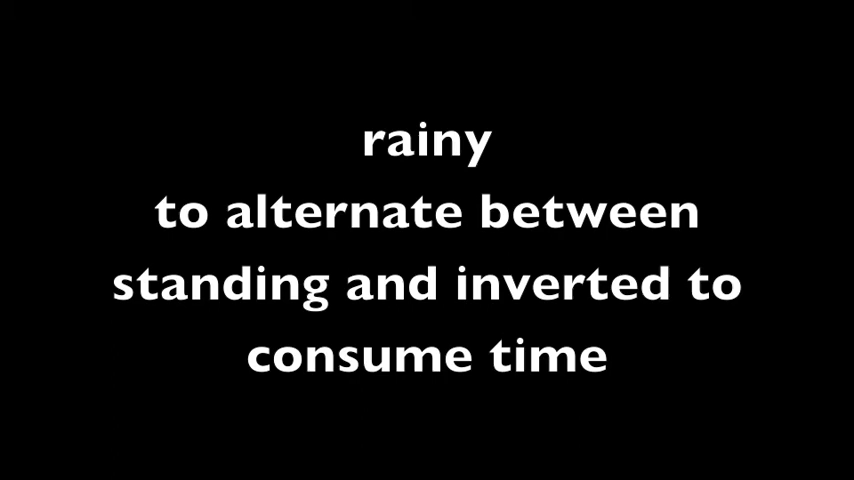 rainy
to alternate between
standing and inverted to
consume time